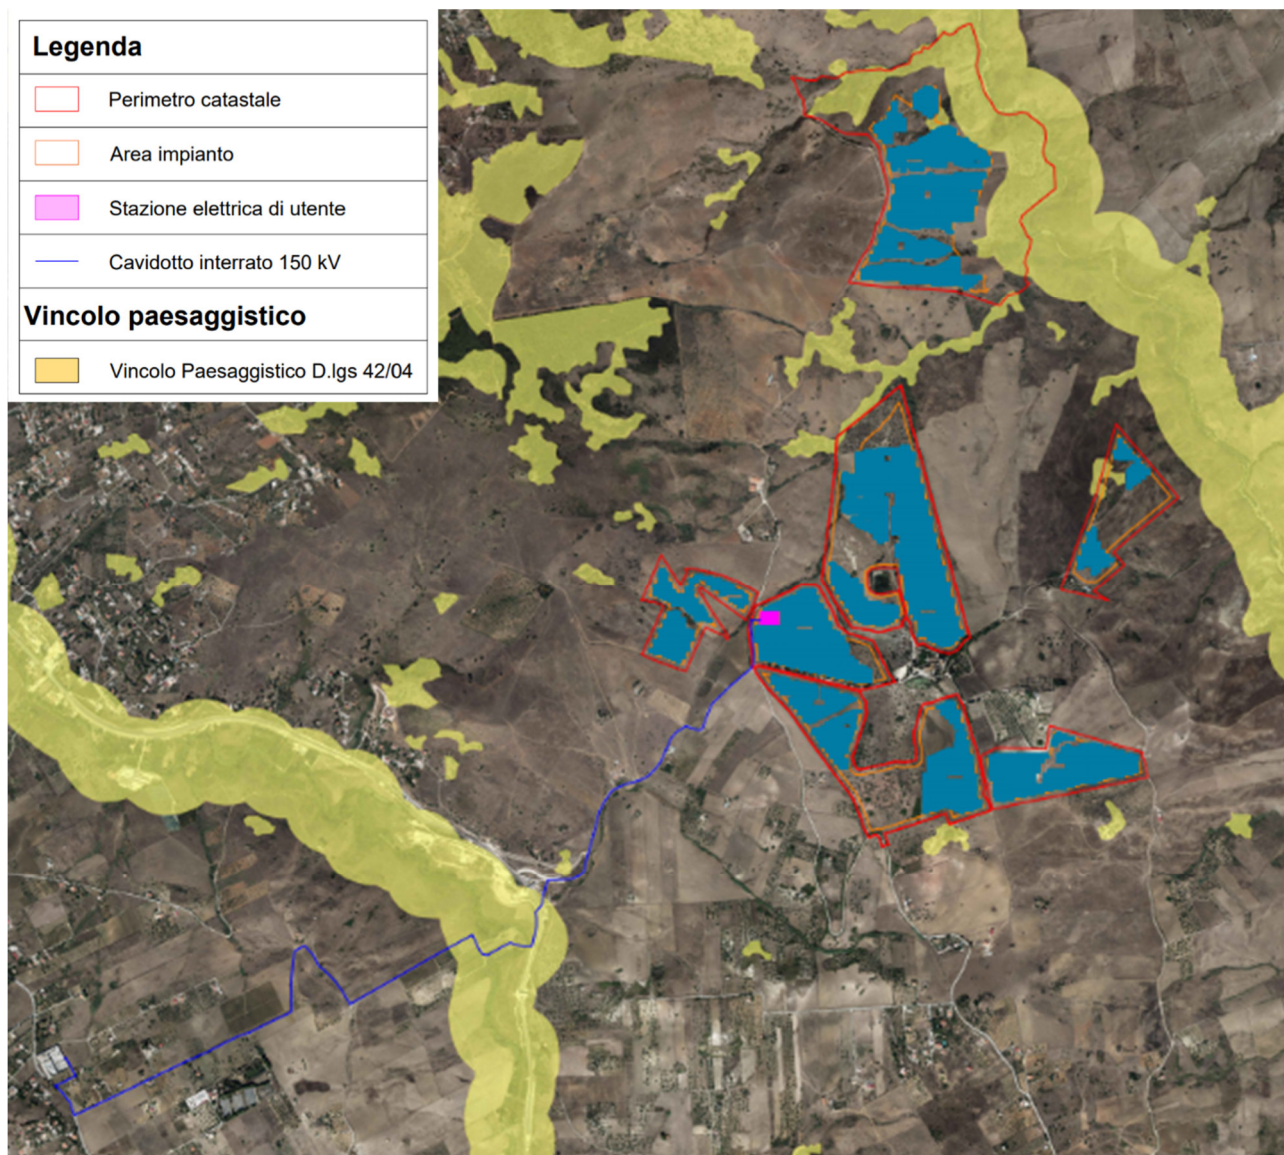 Legenda
Perimetro catastale
Area impianto
Stazione elettrica di utente
Cavidotto interrato 150 kV
Vincolo paesaggistico
Vincolo Paesaggistico D.lgs 42/04